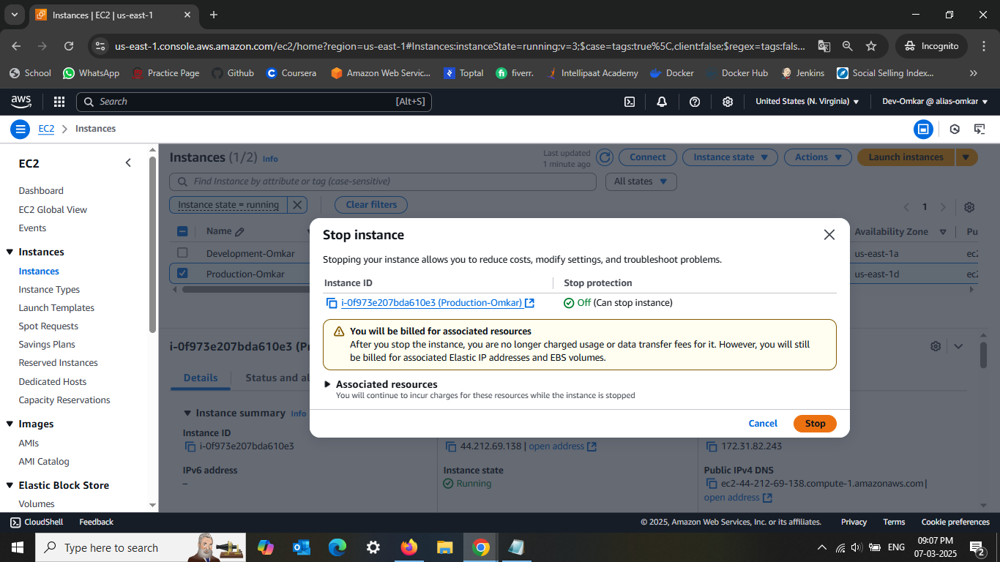 Instances | EC2 | us-east-1
us-east-1.console.aws.amazon.com/ec2/home?region=us-east-1#Instances:instanceState=running;v=3;$case=tags:true%5C,client:false;$regex=tags:fals...
Incognito
School
WhatsApp
Practice Page
Github
Coursera
Amazon Web Servic...
Toptal
fiverr.
Intellipaat Academy
Docker
Docker Hub
Jenkins
Social Selling Index...
aws
Search
[Alt+S]
United States (N. Virginia)
Dev-Omkar @ alias-omkar
EC2
Instances
EC2
Dashboard
EC2 Global View
Events
Instances
Instances
Instance Types
Launch Templates
Spot Requests
Savings Plans
Reserved Instances
Dedicated Hosts
Capacity Reservations
Images
AMIs
AMI Catalog
Elastic Block Store
Volumes
Instances (1/2) Info
Last updated
1 minute ago
Connect
Instance state
Actions
Launch instances
Find Instance by attribute or tag (case-sensitive)
All states
Instance state = running
Clear filters
1
Name
Availability Zone
Pu
Development-Omkar
us-east-1a
ec2
Production-Omkar
us-east-1d
ec2
Stop instance
Stopping your instance allows you to reduce costs, modify settings, and troubleshoot problems.
Instance ID
Stop protection
i-0f973e207bda610e3 (Production-Omkar)
Off (Can stop instance)
You will be billed for associated resources
After you stop the instance, you are no longer charged usage or data transfer fees for it. However, you will still
be billed for associated Elastic IP addresses and EBS volumes.
Associated resources
You will continue to incur charges for these resources while the instance is stopped
Cancel
Stop
i-0f973e207bda610e3 (P
Details
Status and al
Instance summary Info
Instance ID
i-0f973e207bda610e3
44.212.69.138 | open address
172.31.82.243
IPv6 address
–
Instance state
Running
Public IPv4 DNS
ec2-44-212-69-138.compute-1.amazonaws.com |
open address
CloudShell
Feedback
© 2025, Amazon Web Services, Inc. or its affiliates.
Privacy
Terms
Cookie preferences
Type here to search
ENG
09:07 PM
07-03-2025
2